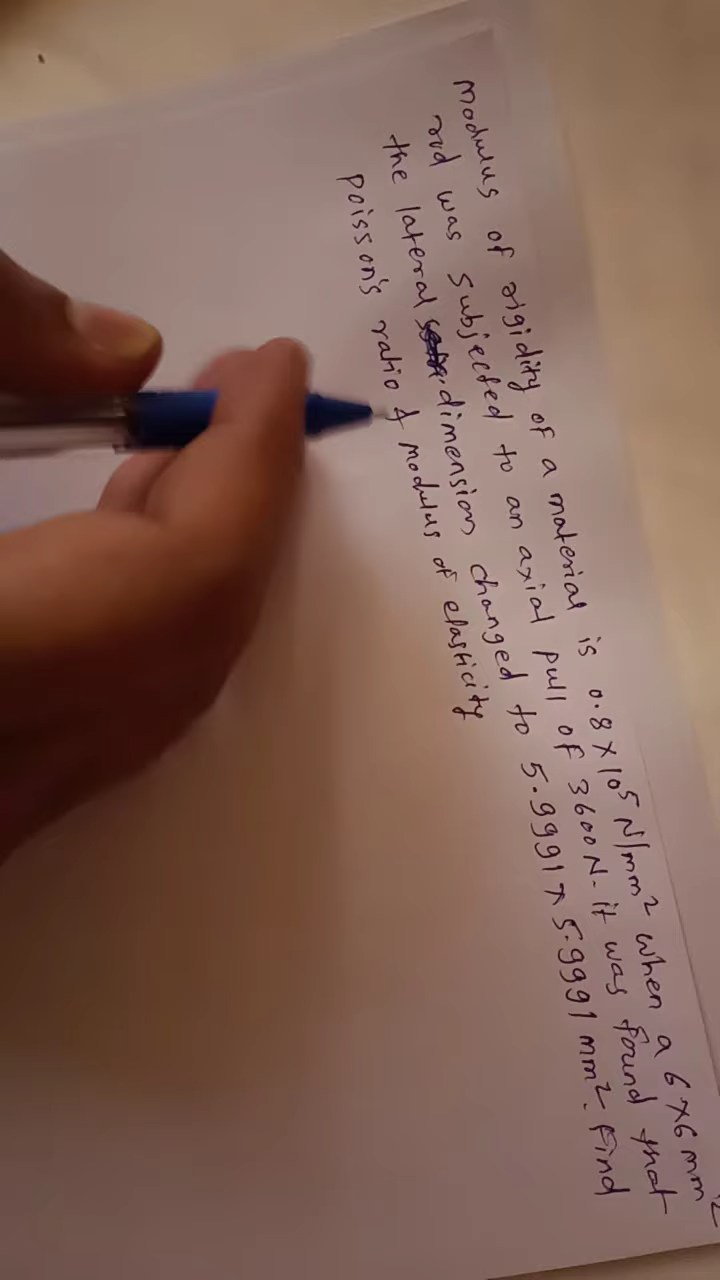 Modulus of rigidity of a material is 0.8 × 10⁵ N/mm² when a 6×6 mm²
rod was subjected to an axial pull of 3600 N. it was found that
the lateral dimension changed to 5.9991 × 5.9991 mm². Find
poisson's ratio & modulus of elasticity